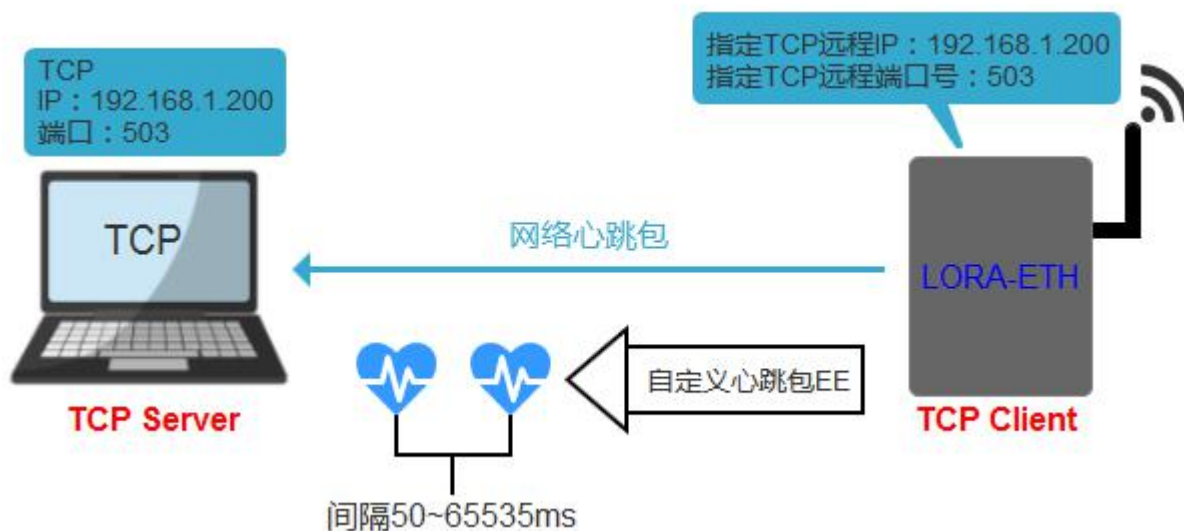 TCP
IP：192.168.1.200
端口：503
TCP
TCP Server
指定TCP远程IP：192.168.1.200
指定TCP远程端口号：503
网络心跳包
LORA-ETH
自定义心跳包EE
TCP Client
间隔50~65535ms